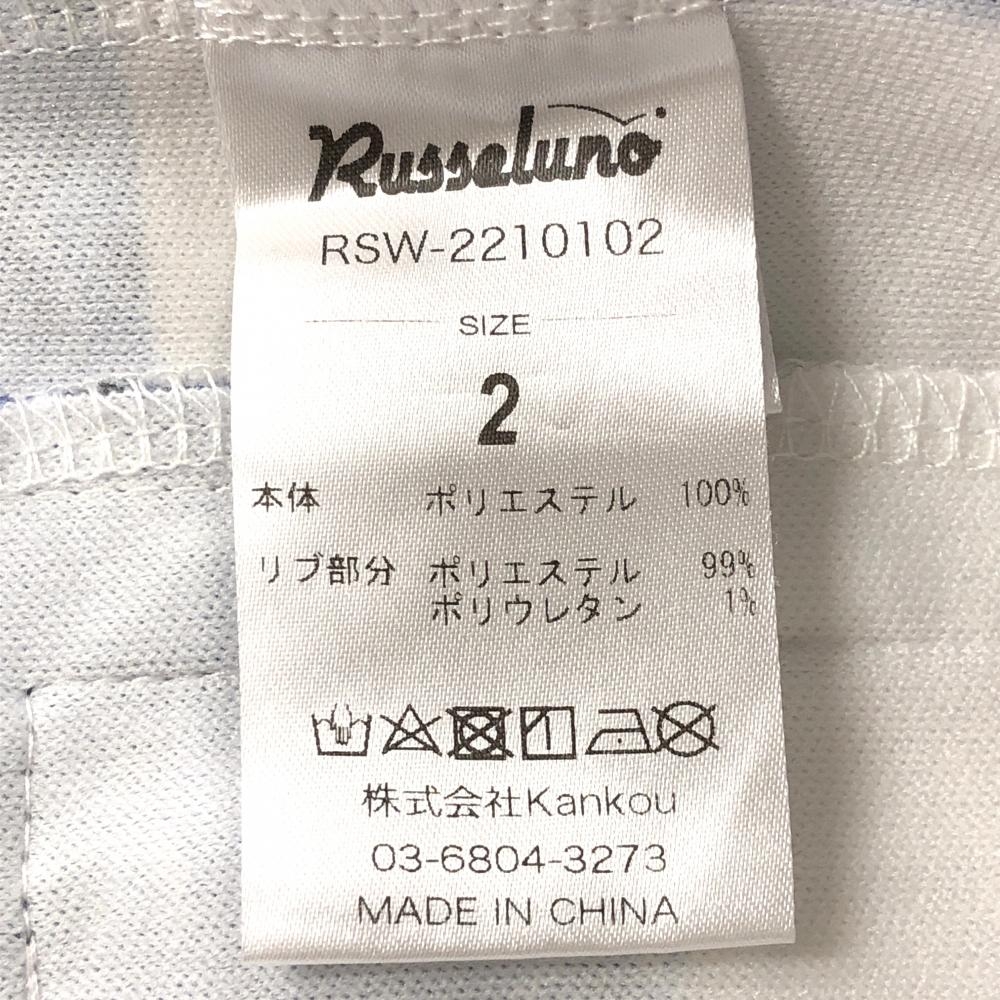 Russeluno
RSW-2210102
SIZE
2
本体 ポリエステル 100%
リブ部分 ポリエステル 99%
ポリウレタン 1%
株式会社Kankou
03-6804-3273
MADE IN CHINA